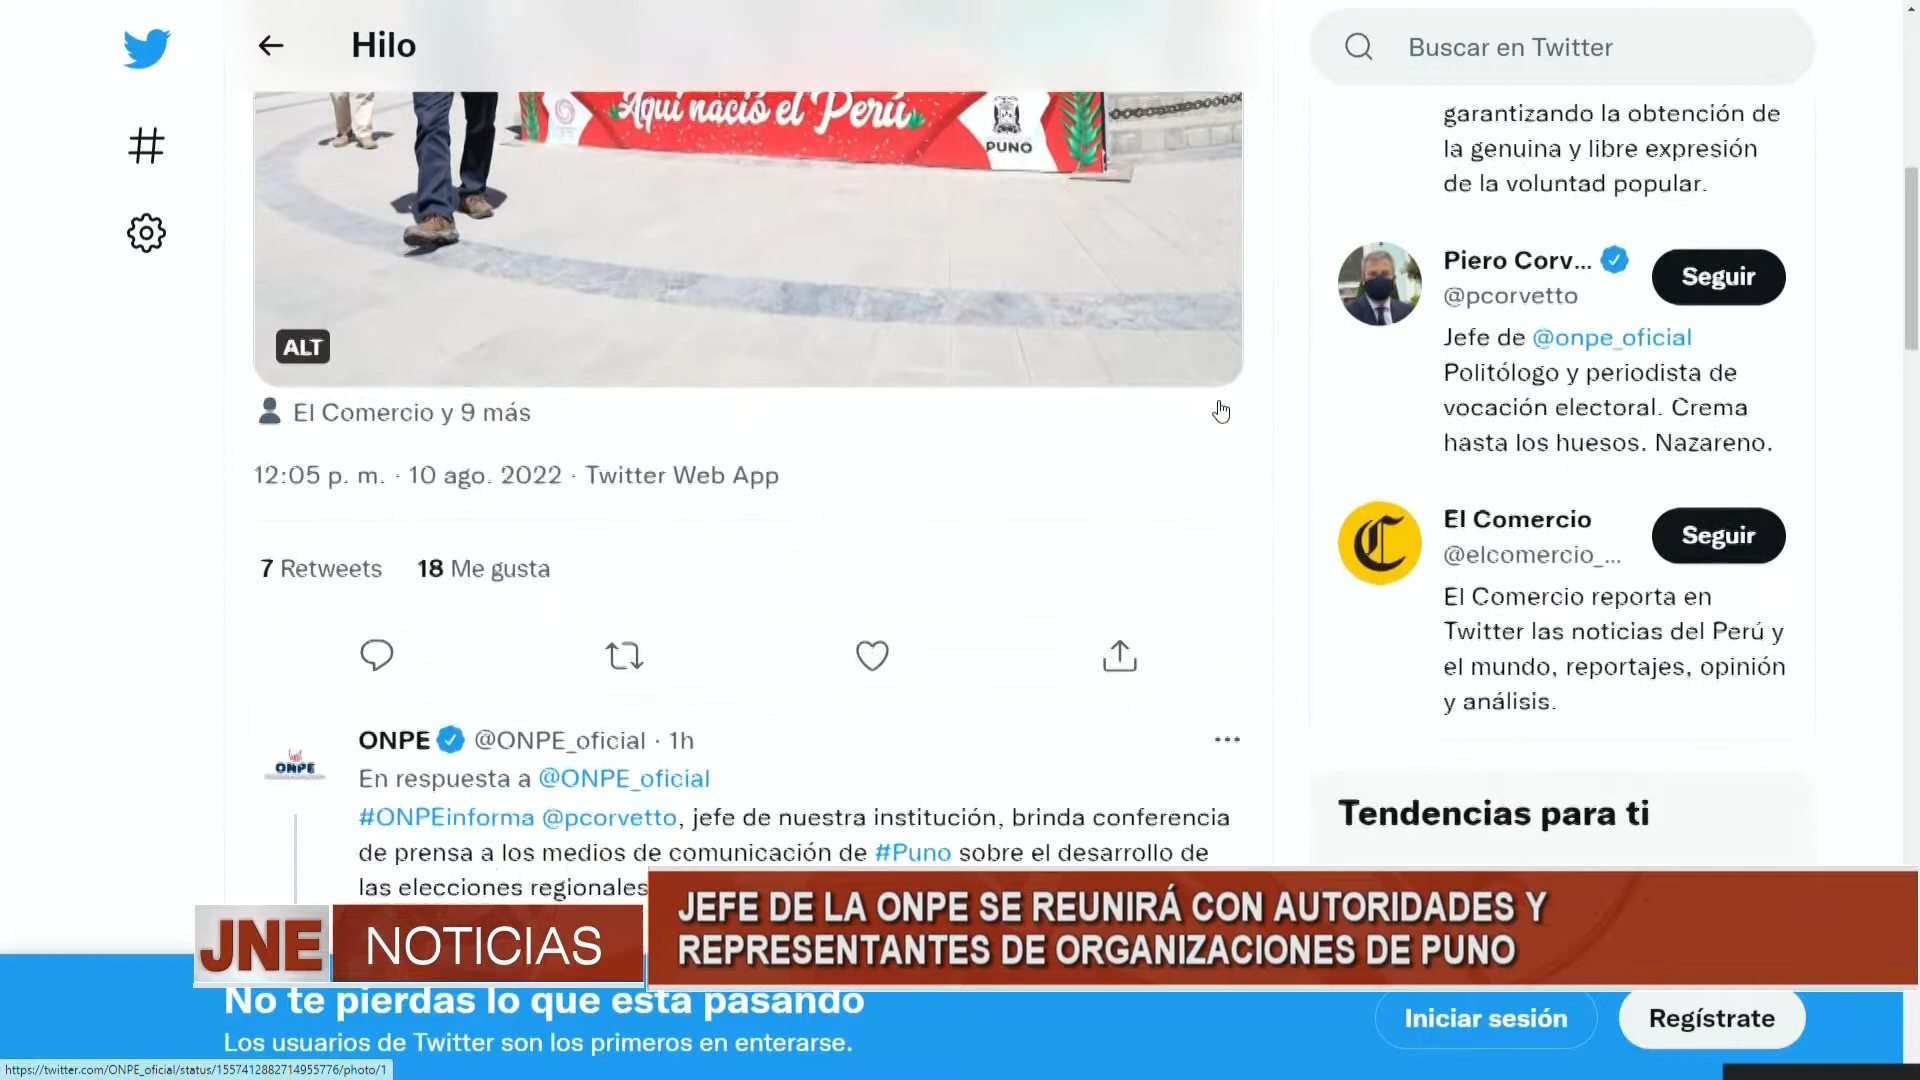 Hilo
Buscar en Twitter
Aquí nació el Perú
PUNO
ALT
El Comercio y 9 más
12:05 p. m. · 10 ago. 2022 · Twitter Web App
7 Retweets 18 Me gusta
ONPE @ONPE_oficial · 1h
En respuesta a @ONPE_oficial
#ONPEinforma @pcorvetto, jefe de nuestra institución, brinda conferencia
de prensa a los medios de comunicación de #Puno sobre el desarrollo de
las elecciones regionales
ONPE
garantizando la obtención de
la genuina y libre expresión
de la voluntad popular.
Piero Corv...
@pcorvetto
Seguir
Jefe de @onpe_oficial
Politólogo y periodista de
vocación electoral. Crema
hasta los huesos. Nazareno.
El Comercio
@elcomercio_...
Seguir
El Comercio reporta en
Twitter las noticias del Perú y
el mundo, reportajes, opinión
y análisis.
Tendencias para ti
JNE NOTICIAS
JEFE DE LA ONPE SE REUNIRÁ CON AUTORIDADES Y
REPRESENTANTES DE ORGANIZACIONES DE PUNO
No te pierdas lo que está pasando
Los usuarios de Twitter son los primeros en enterarse.
Iniciar sesión
Regístrate
https://twitter.com/ONPE_oficial/status/1557412882714955776/photo/1